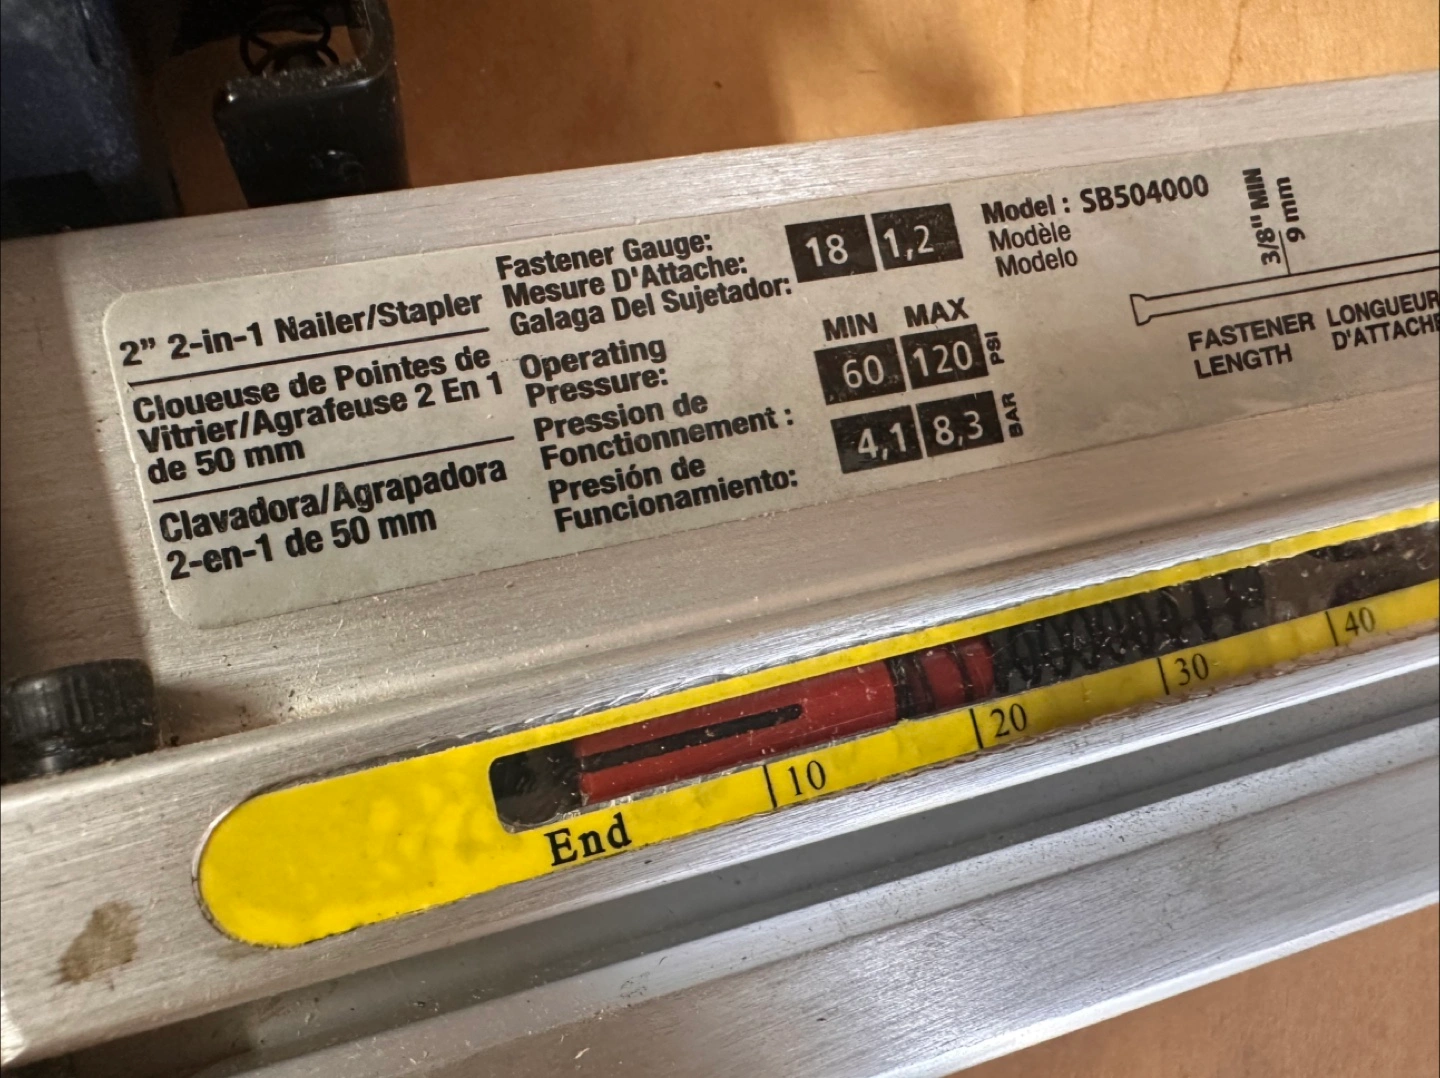 2” 2-in-1 Nailer/Stapler
Cloueuse de Pointes de
Vitrier/Agrafeuse 2 En 1
de 50 mm
Clavadora/Agrapadora
2-en-1 de 50 mm
Fastener Gauge:
Mesure D'Attache:
Galaga Del Sujetador:
18 1,2
Operating
Pressure:
Pression de
Fonctionnement :
Presión de
Funcionamiento:
MIN MAX
60 120 PSI
4,1 8,3 BAR
Model : SB504000
Modèle
Modelo
3/8" MIN
9 mm
FASTENER
LENGTH
LONGUEUR
D'ATTACHE
End 10 20 30 40